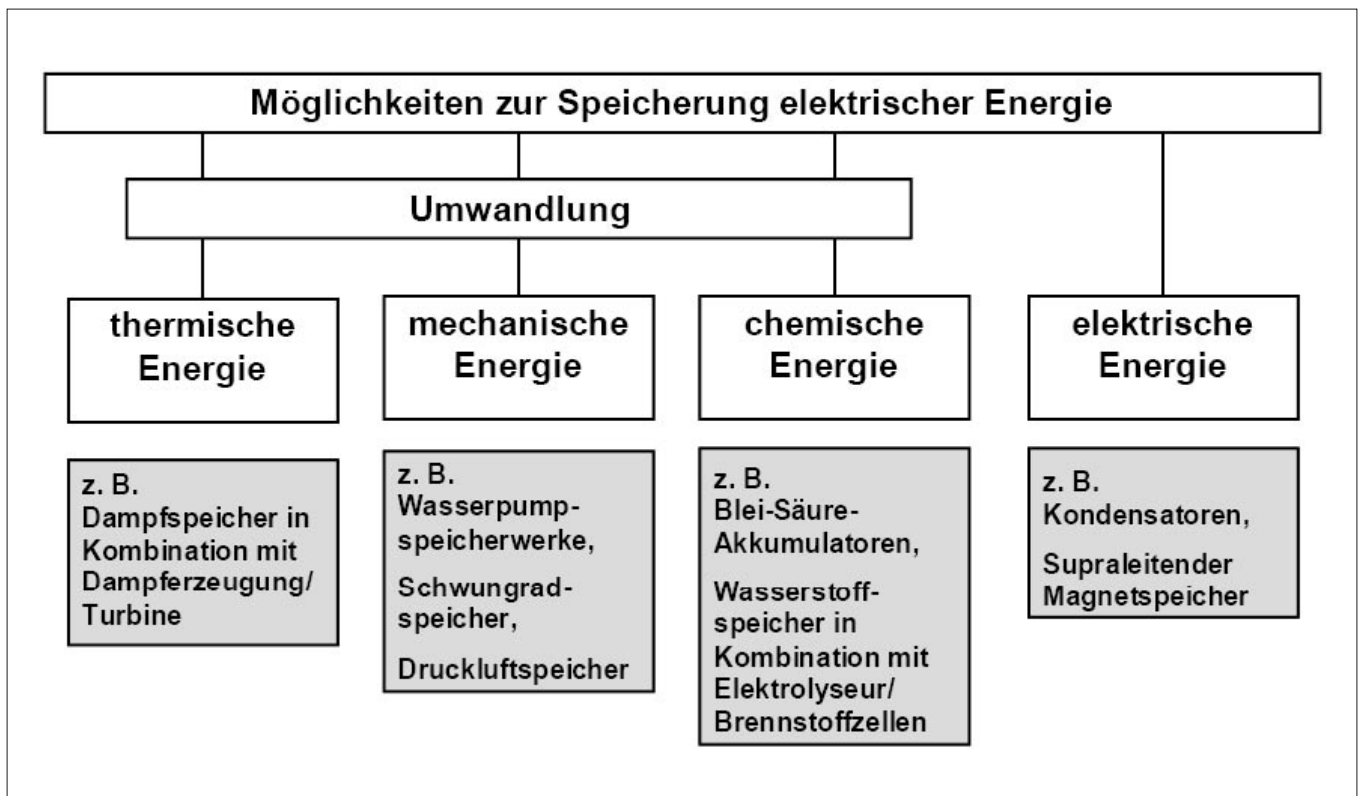 Möglichkeiten zur Speicherung elektrischer Energie
Umwandlung
thermische
Energie
mechanische
Energie
chemische
Energie
elektrische
Energie
z. B.
Dampfspeicher in
Kombination mit
Dampferzeugung/
Turbine
z. B.
Wasserpump-
speicherwerke,
Schwungrad-
speicher,
Druckluftspeicher
z. B.
Blei-Säure-
Akkumulatoren,
Wasserstoff-
speicher in
Kombination mit
Elektrolyseur/
Brennstoffzellen
z. B.
Kondensatoren,
Supraleitender
Magnetspeicher